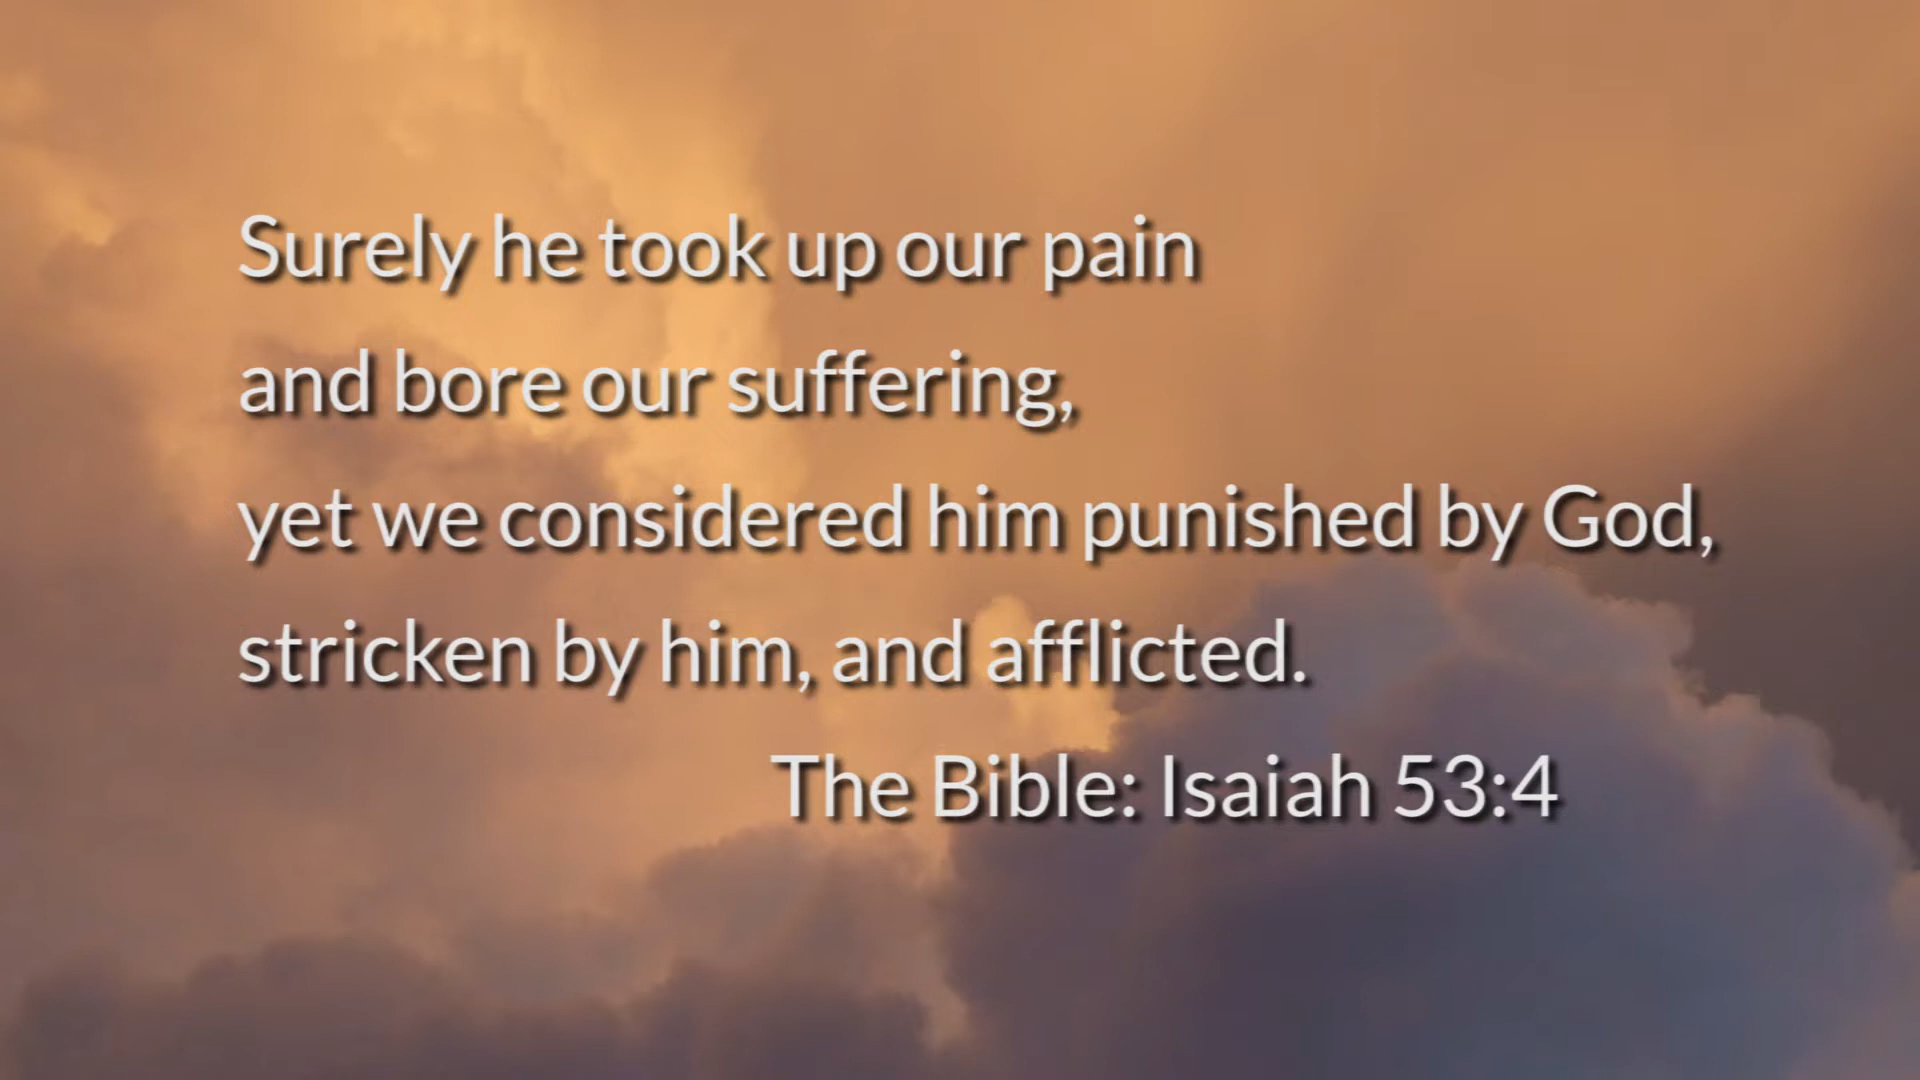 Surely he took up our pain
and bore our suffering,
yet we considered him punished by God,
stricken by him, and afflicted.
The Bible: Isaiah 53:4